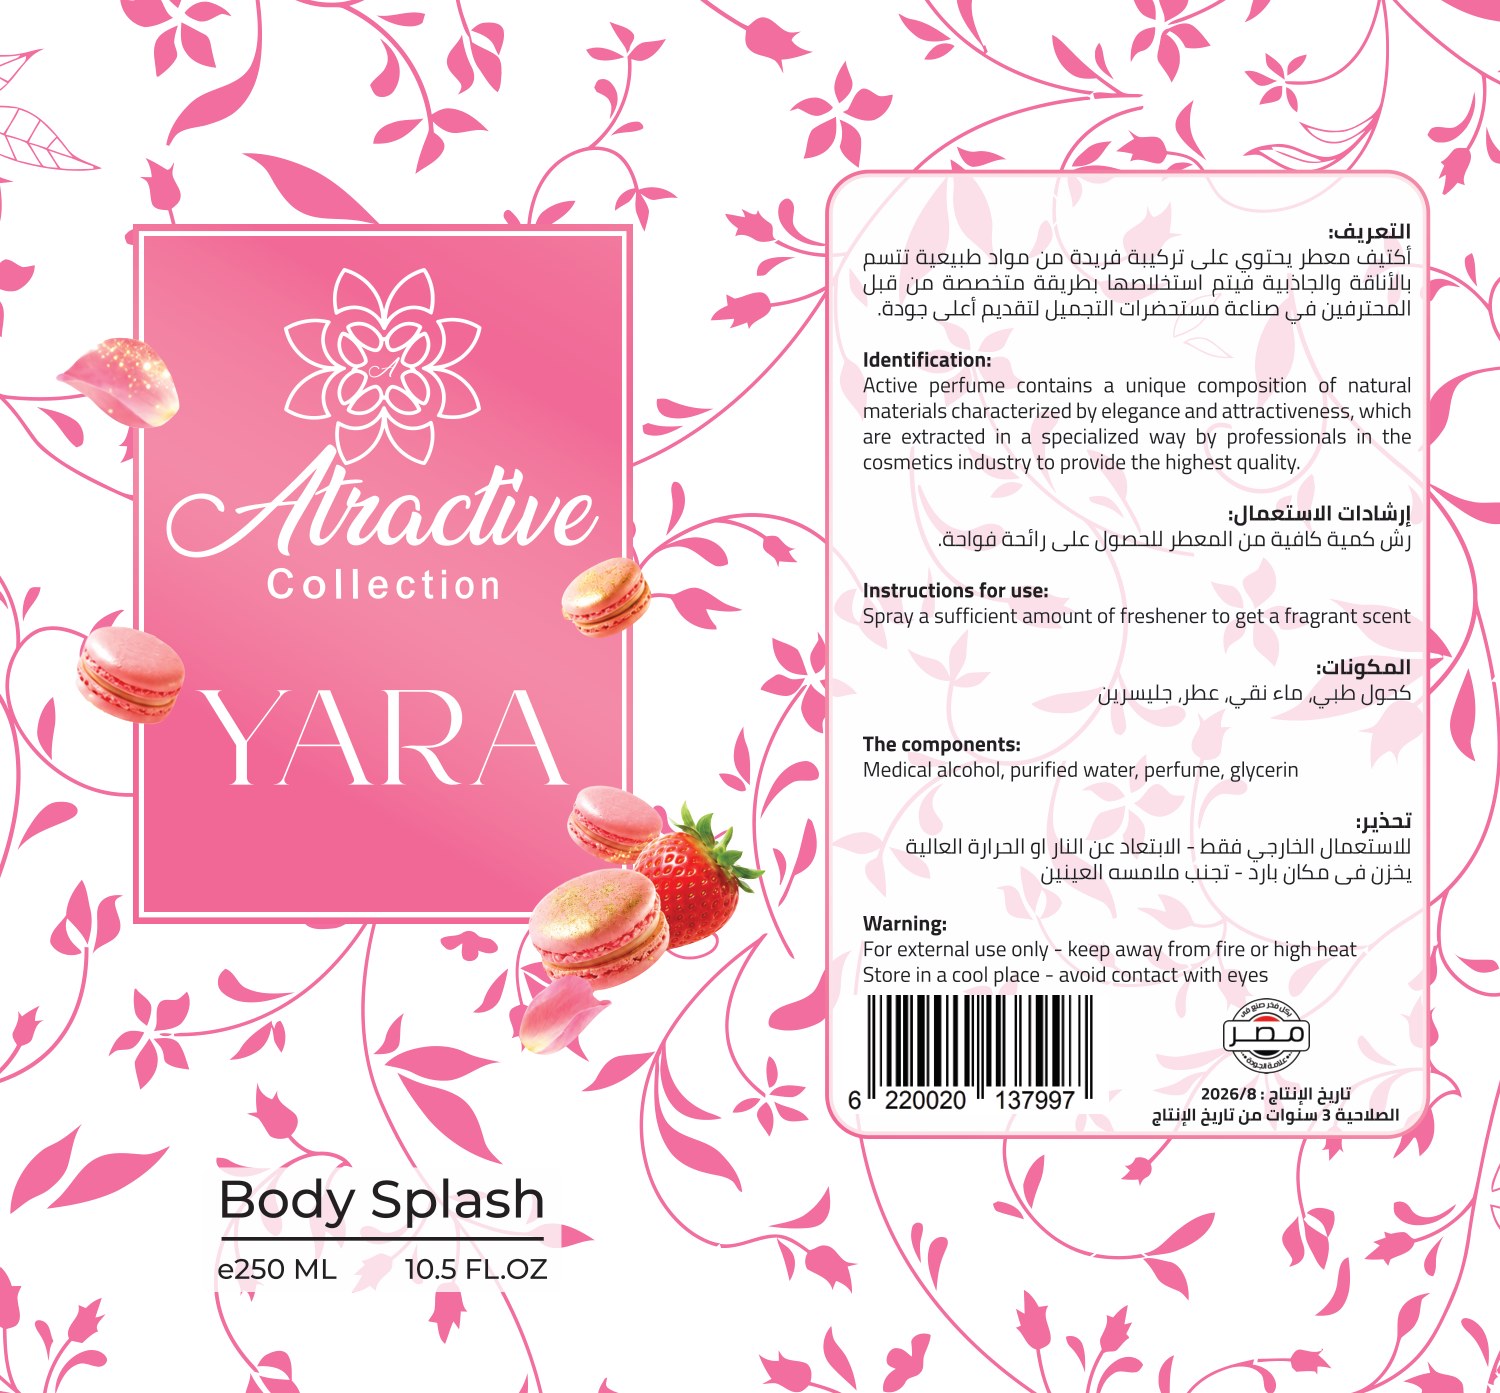 A
Atractive
Collection
YARA
Body Splash
e250 ML 10.5 FL.OZ
التعريف:
أكتيف معطر يحتوي على تركيبة فريدة من مواد طبيعية تتسم
بالأناقة والجاذبية فيتم استخلاصها بطريقة متخصصة من قبل
المحترفين في صناعة مستحضرات التجميل لتقديم أعلى جودة.
Identification:
Active perfume contains a unique composition of natural
materials characterized by elegance and attractiveness, which
are extracted in a specialized way by professionals in the
cosmetics industry to provide the highest quality.
إرشادات الاستعمال:
رش كمية كافية من المعطر للحصول على رائحة فواحة.
Instructions for use:
Spray a sufficient amount of freshener to get a fragrant scent
المكونات:
كحول طبي, ماء نقي, عطر, جليسرين
The components:
Medical alcohol, purified water, perfume, glycerin
تحذير:
للاستعمال الخارجي فقط - الابتعاد عن النار او الحرارة العالية
يخزن فى مكان بارد - تجنب ملامسه العينين
Warning:
For external use only - keep away from fire or high heat
Store in a cool place - avoid contact with eyes
6 220020 137997
بكل فخر صنع في
مصر
علامة الجودة
تاريخ الإنتاج : 2026/8
الصلاحية 3 سنوات من تاريخ الإنتاج